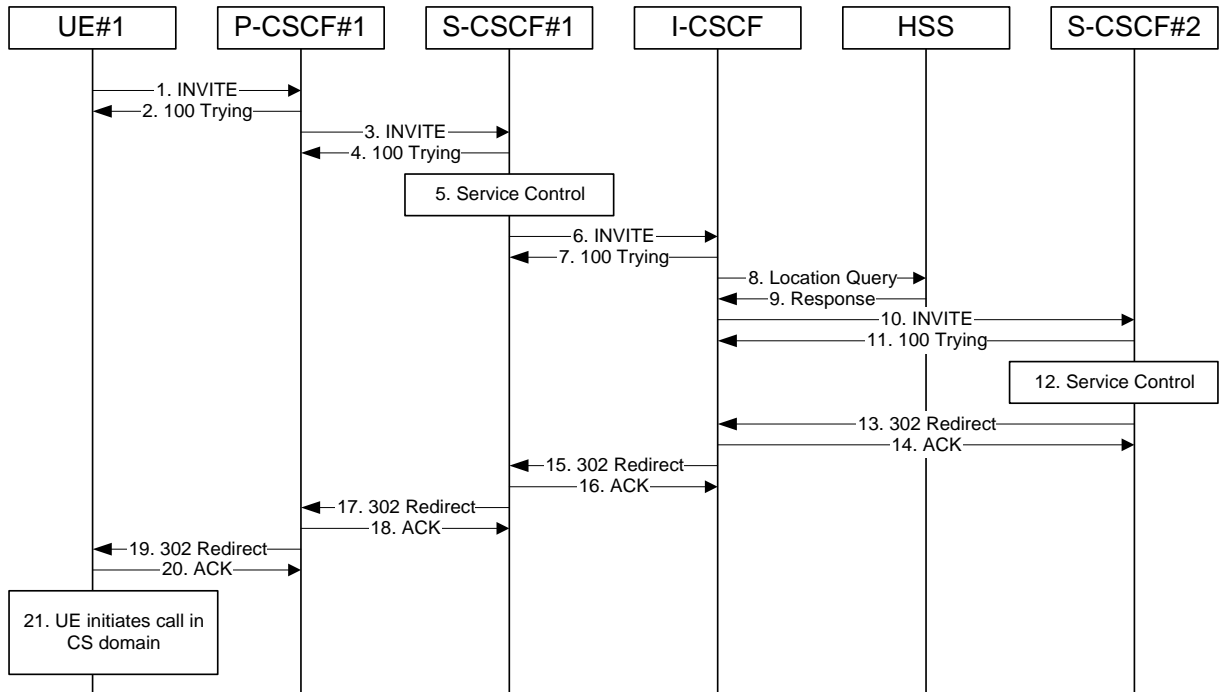 UE#1
P-CSCF#1
S-CSCF#1
I-CSCF
HSS
S-CSCF#2
1. INVITE
2. 100 Trying
3. INVITE
4. 100 Trying
5. Service Control
6. INVITE
7. 100 Trying
8. Location Query
9. Response
10. INVITE
11. 100 Trying
12. Service Control
13. 302 Redirect
14. ACK
15. 302 Redirect
16. ACK
17. 302 Redirect
18. ACK
19. 302 Redirect
20. ACK
21. UE initiates call in
CS domain